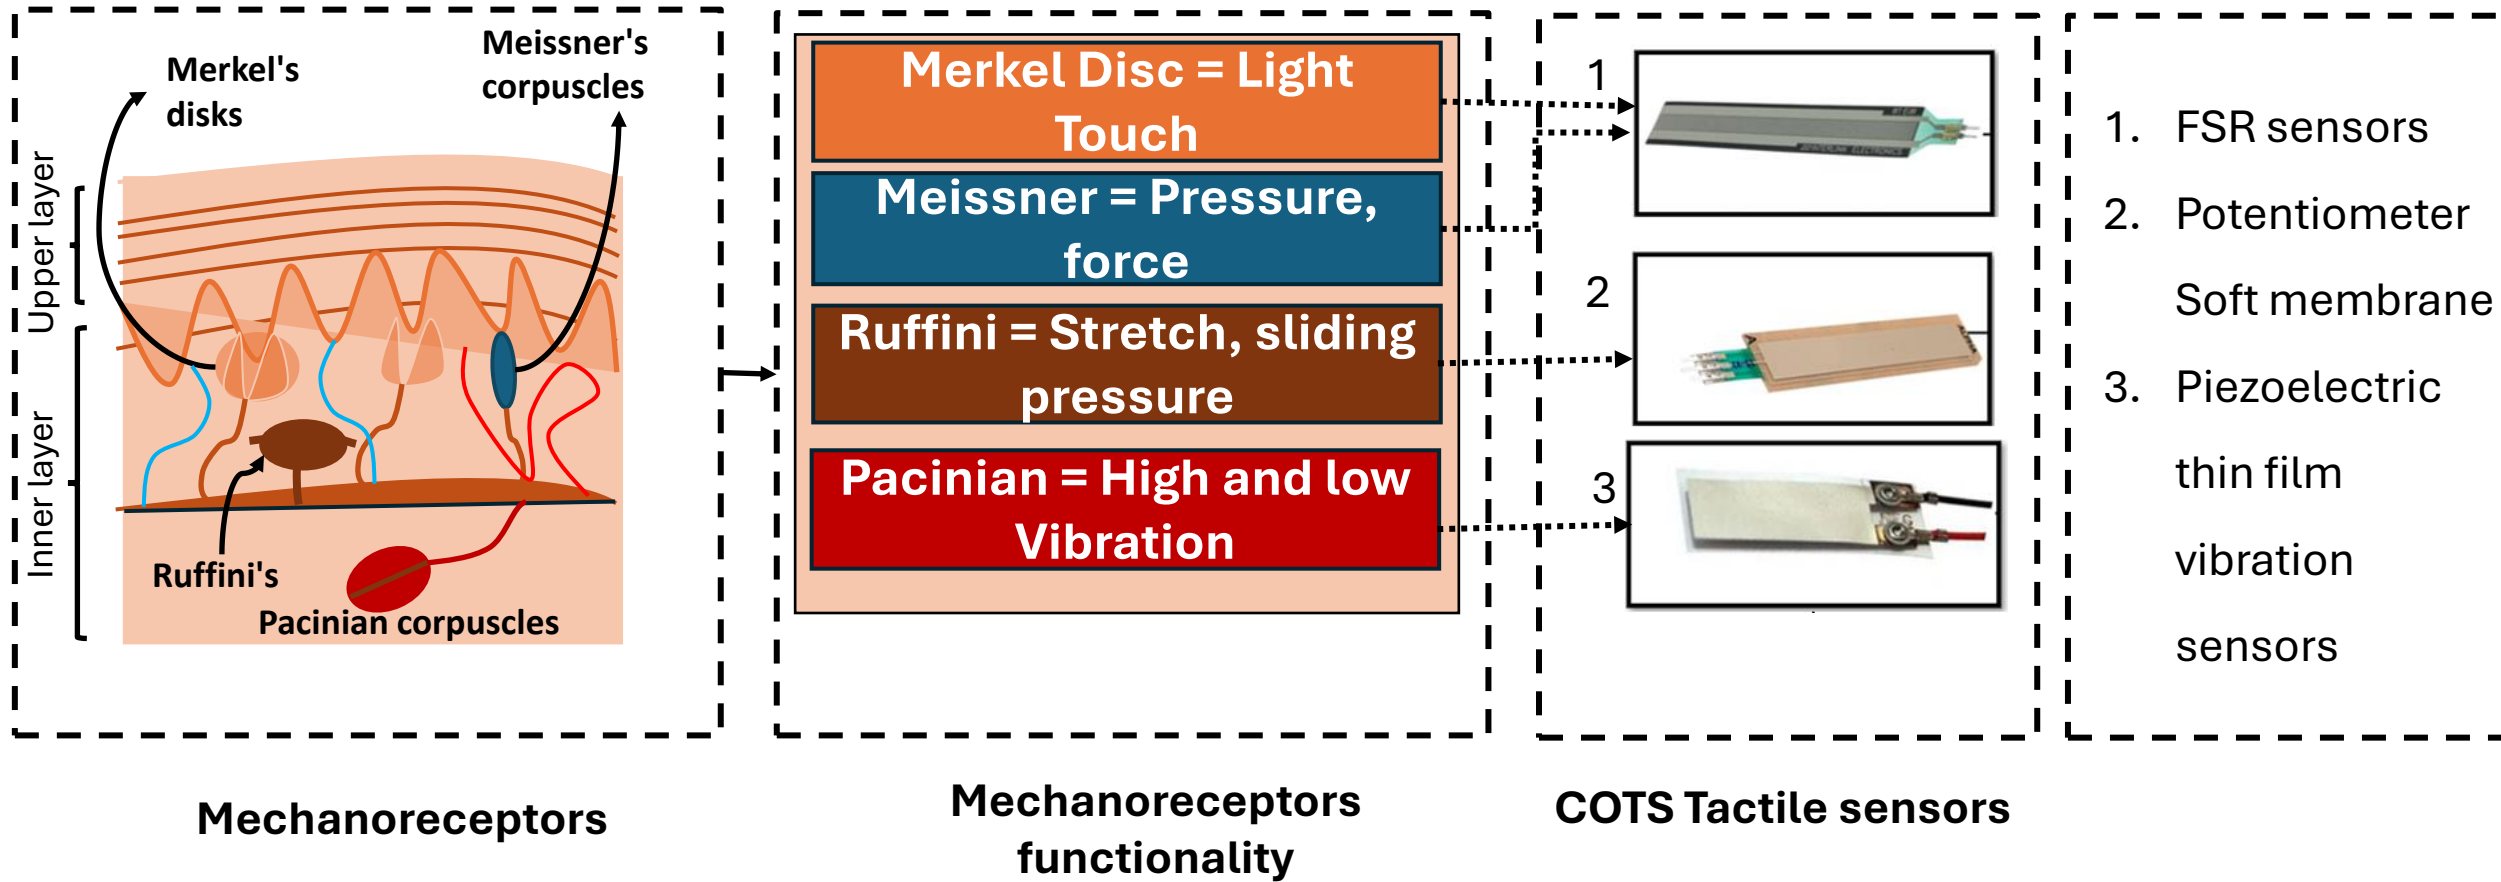 Merkel's
disks
Meissner's
corpuscles
Upper layer
Inner layer
Ruffini's
Pacinian corpuscles
Mechanoreceptors
Merkel Disc = Light
Touch
Meissner = Pressure,
force
Ruffini = Stretch, sliding
pressure
Pacinian = High and low
Vibration
Mechanoreceptors
functionality
1
2
3
COTS Tactile sensors
1. FSR sensors
2. Potentiometer
Soft membrane
3. Piezoelectric
thin film
vibration
sensors